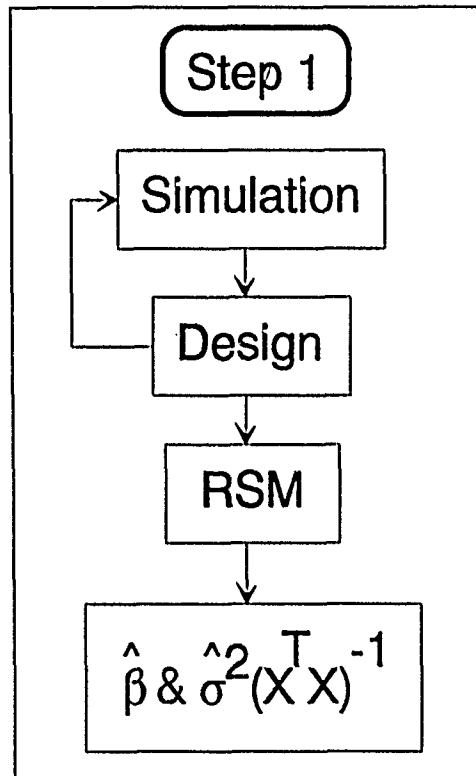 Step 1
Simulation
Design
RSM
β̂ & σ̂²(XᵀX)⁻¹